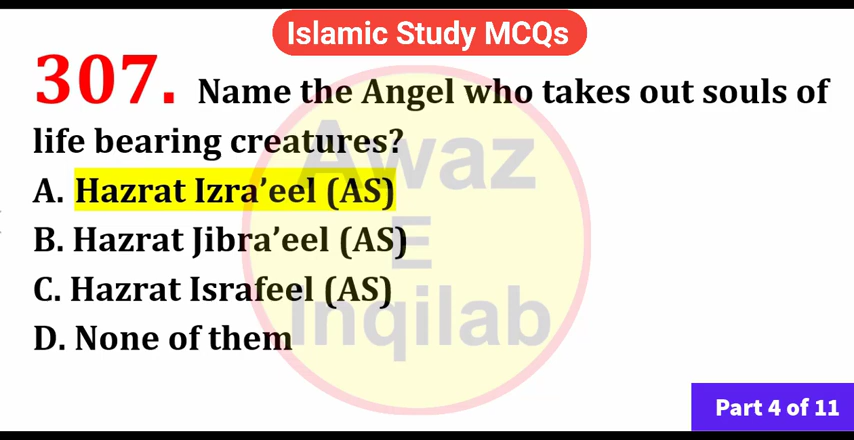 Islamic Study MCQs
307. Name the Angel who takes out souls of
life bearing creatures?
A. Hazrat Izra’eel (AS)
B. Hazrat Jibra’eel (AS)
C. Hazrat Israfeel (AS)
D. None of them
Awaz
E
Inqilab
Part 4 of 11